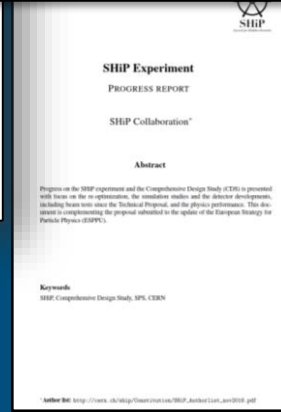 SHiP
SHiP Experiment
PROGRESS REPORT
SHiP Collaboration*
Abstract
Progress on the SHiP experiment and the Comprehensive Design Study (CDS) is presented
with focus on the re-optimization, the simulation studies and the detector developments,
including beam tests since the Technical Proposal, and the physics performance. This doc-
ument is complementing the proposal submitted to the update of the European Strategy for
Particle Physics (ESPPU).
Keywords
SHiP, Comprehensive Design Study, SPS, CERN